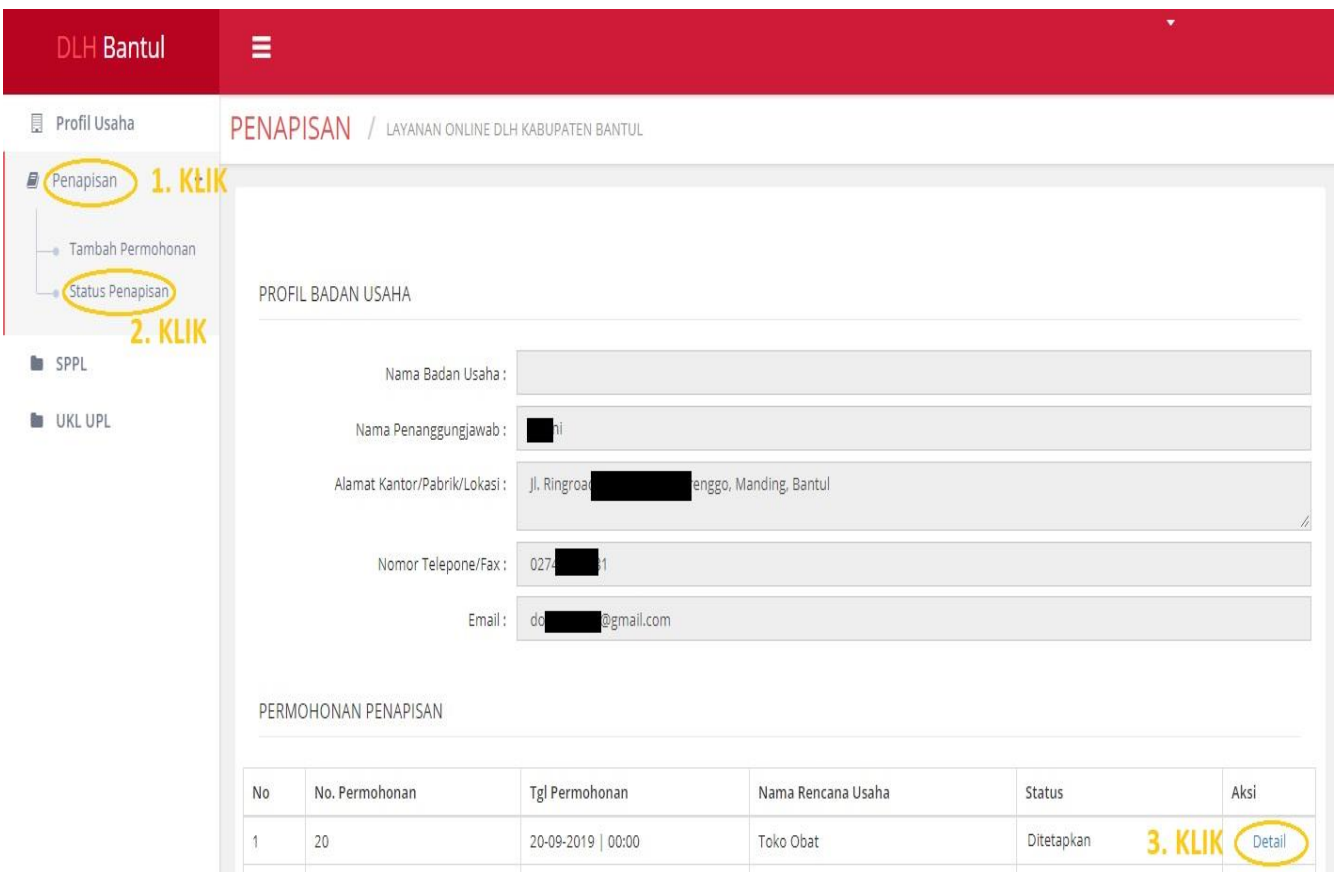 DLH Bantul
Profil Usaha
PENAPISAN / LAYANAN ONLINE DLH KABUPATEN BANTUL
Penapisan 1. KLIK
Tambah Permohonan
Status Penapisan
2. KLIK
SPPL
UKL UPL
PROFIL BADAN USAHA
Nama Badan Usaha :
Nama Penanggungjawab : ni
Alamat Kantor/Pabrik/Lokasi : Jl. Ringroad enggo, Manding, Bantul
Nomor Telepone/Fax : 0274 31
Email : do @gmail.com
PERMOHONAN PENAPISAN
No No. Permohonan Tgl Permohonan Nama Rencana Usaha Status Aksi
1 20 20-09-2019 | 00:00 Toko Obat Ditetapkan 3. KLIK Detail